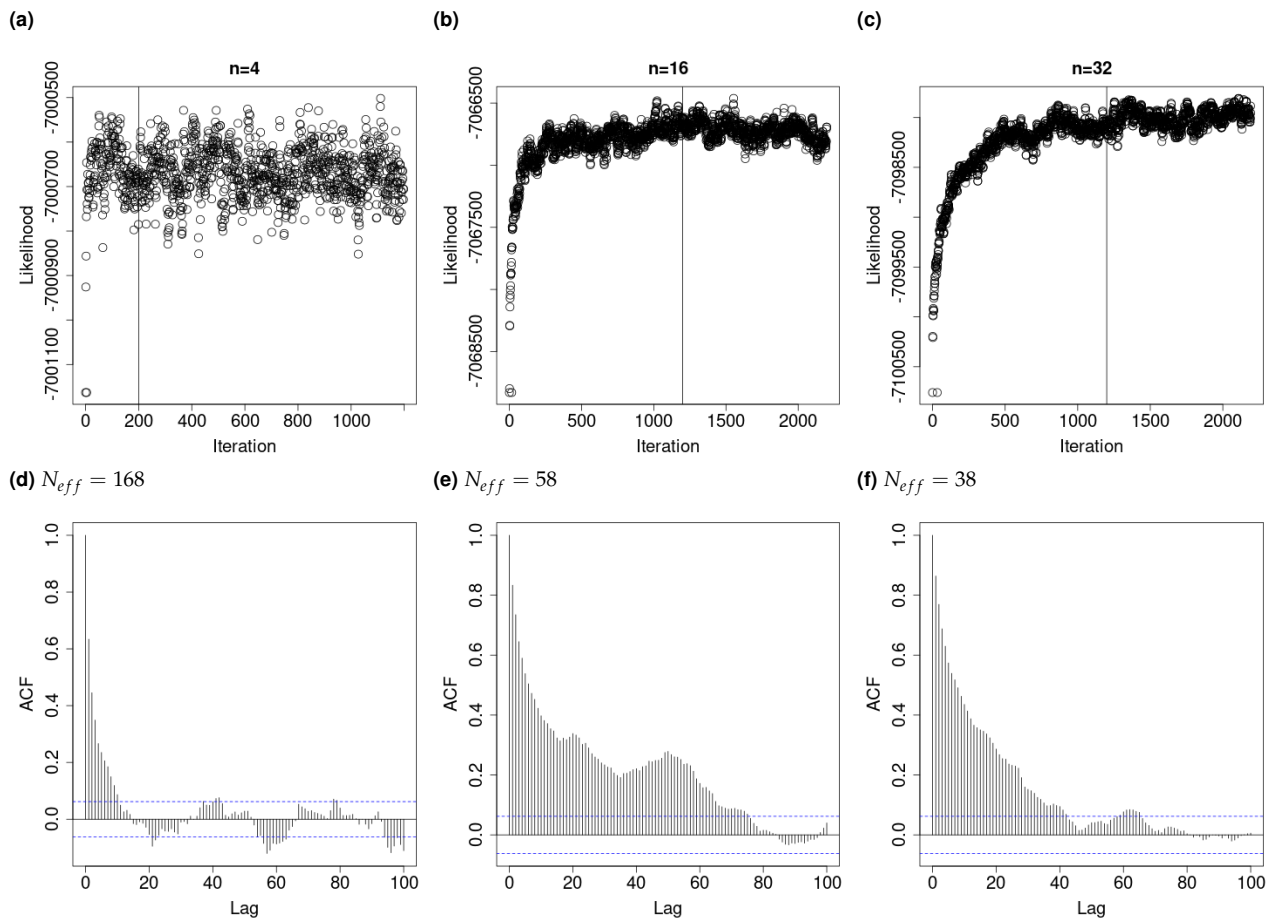 (a) (b) (c)
n=4 n=16 n=32
Likelihood
-7001100 -7000900 -7000700 -7000500
0 200 400 600 800 1000
Iteration
Likelihood
-7068500 -7067500 -7066500
0 500 1000 1500 2000
Iteration
Likelihood
-7100500 -7099500 -7098500
0 500 1000 1500 2000
Iteration
(d) N_eff = 168 (e) N_eff = 58 (f) N_eff = 38
ACF
0.0 0.2 0.4 0.6 0.8 1.0
0 20 40 60 80 100
Lag
ACF
0.0 0.2 0.4 0.6 0.8 1.0
0 20 40 60 80 100
Lag
ACF
0.0 0.2 0.4 0.6 0.8 1.0
0 20 40 60 80 100
Lag